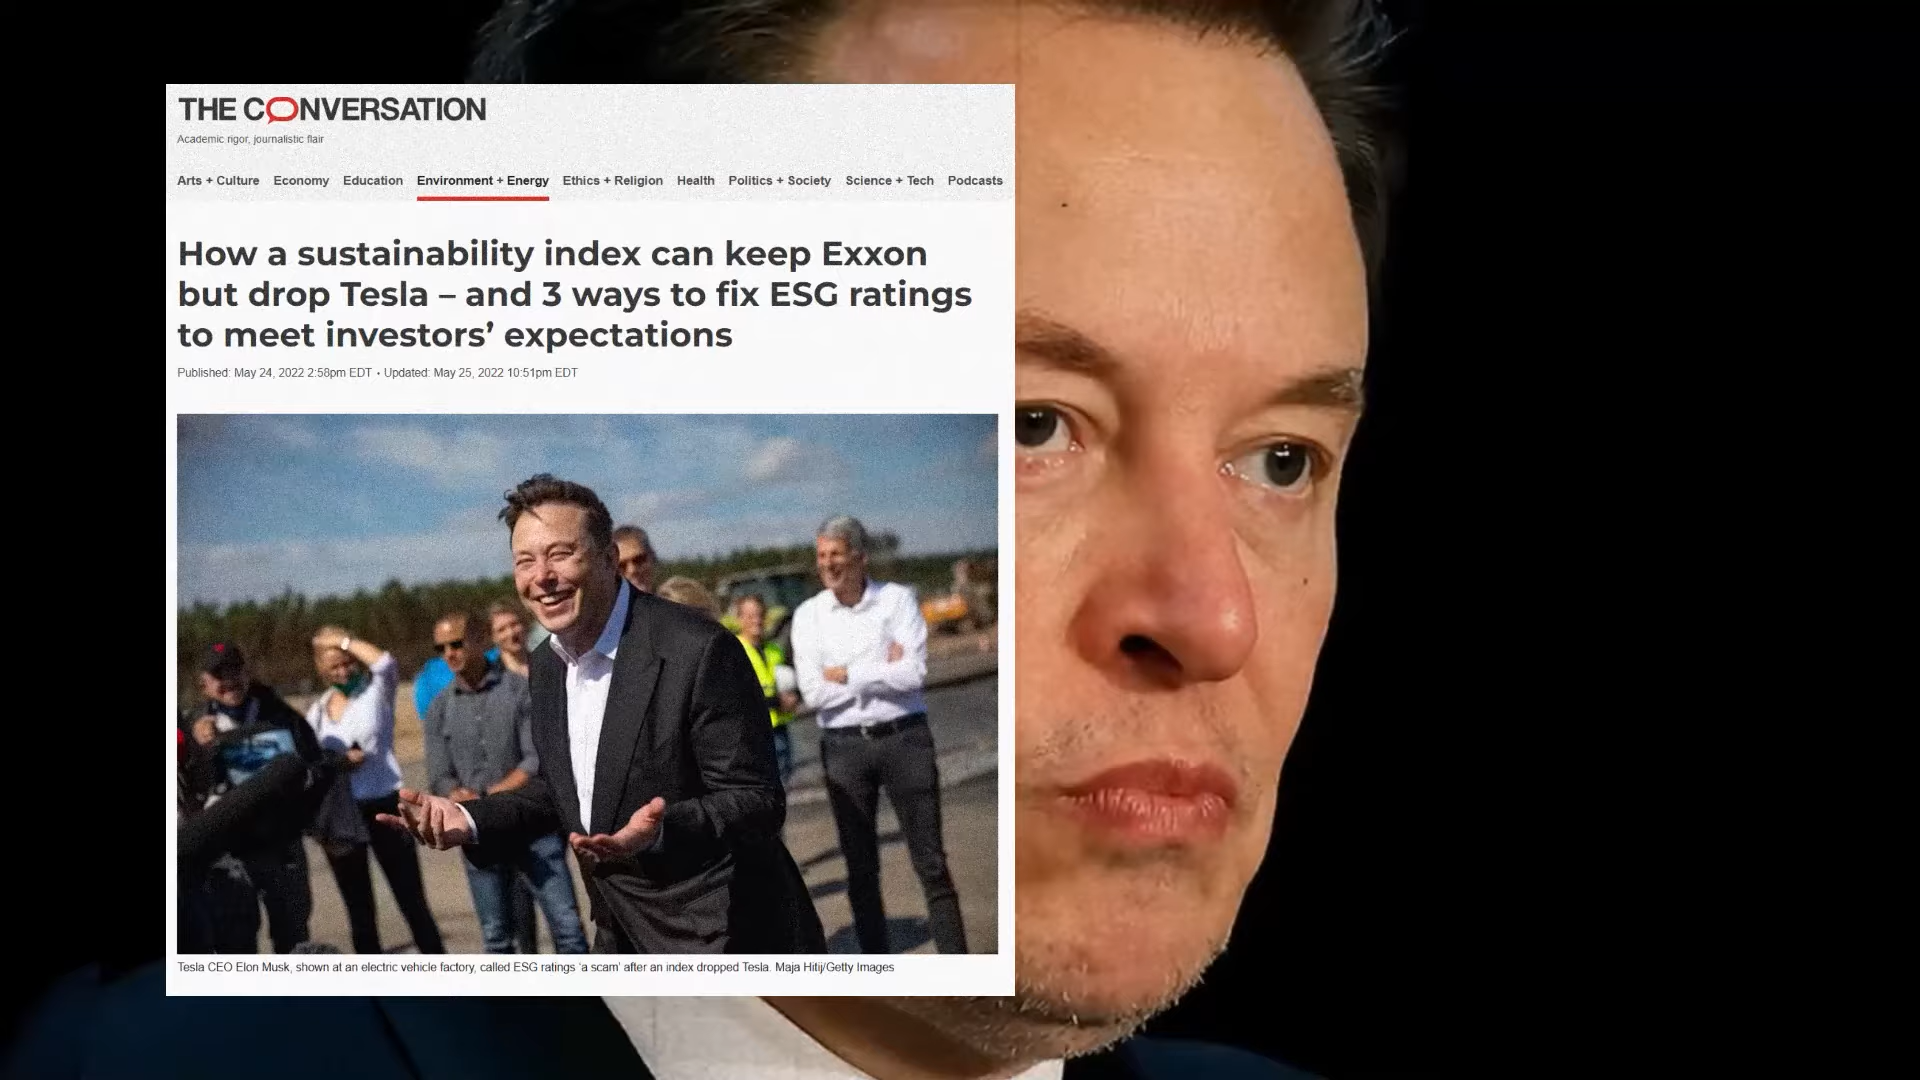 THE CONVERSATION
Academic rigor, journalistic flair
Arts + Culture Economy Education Environment + Energy Ethics + Religion Health Politics + Society Science + Tech Podcasts
How a sustainability index can keep Exxon
but drop Tesla – and 3 ways to fix ESG ratings
to meet investors’ expectations
Published: May 24, 2022 2:58pm EDT • Updated: May 25, 2022 10:51pm EDT
Tesla CEO Elon Musk, shown at an electric vehicle factory, called ESG ratings ‘a scam’ after an index dropped Tesla. Maja Hitij/Getty Images